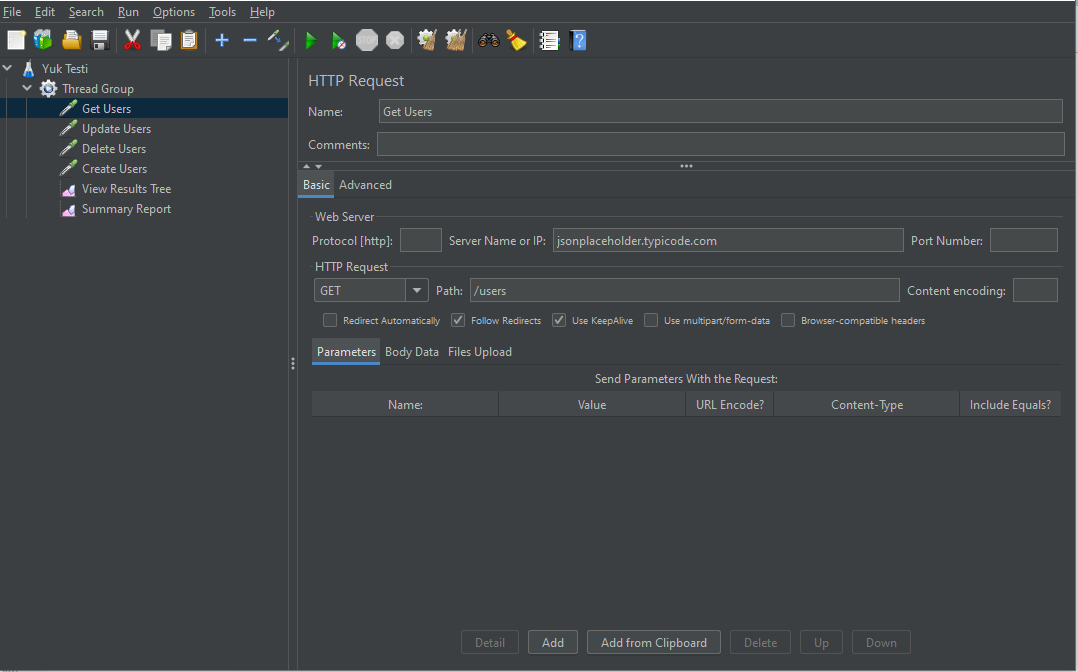 File Edit Search Run Options Tools Help
Yuk Testi
Thread Group
Get Users
Update Users
Delete Users
Create Users
View Results Tree
Summary Report
HTTP Request
Name: Get Users
Comments:
Basic Advanced
Web Server
Protocol [http]: Server Name or IP: jsonplaceholder.typicode.com Port Number:
HTTP Request
GET Path: /users Content encoding:
Redirect Automatically Follow Redirects Use KeepAlive Use multipart/form-data Browser-compatible headers
Parameters Body Data Files Upload
Send Parameters With the Request:
Name: Value URL Encode? Content-Type Include Equals?
Detail Add Add from Clipboard Delete Up Down